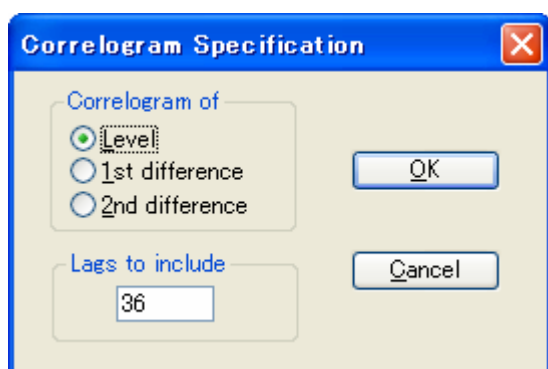 Correlogram Specification
Correlogram of
Level
1st difference
2nd difference
OK
Lags to include
36
Cancel